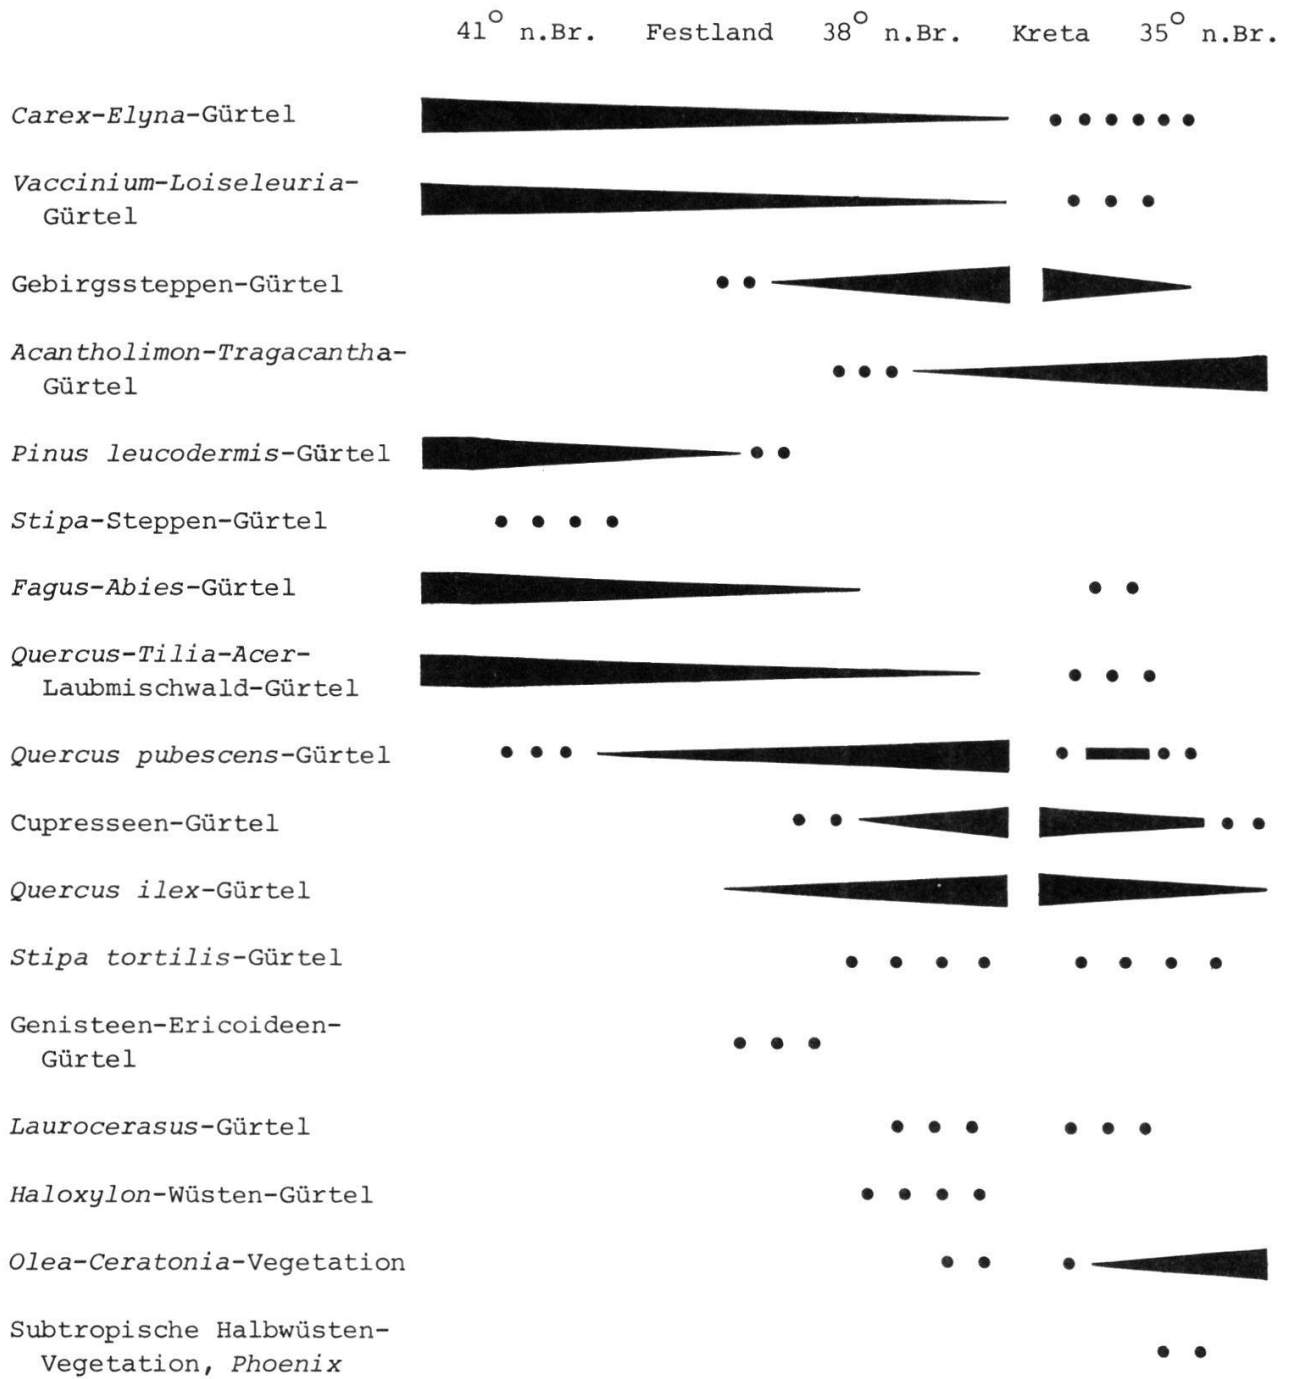 41° n.Br. Festland 38° n.Br. Kreta 35° n.Br.
Carex-Elyna-Gürtel
Vaccinium-Loiseleuria-
Gürtel
Gebirgssteppen-Gürtel
Acantholimon-Tragacantha-
Gürtel
Pinus leucodermis-Gürtel
Stipa-Steppen-Gürtel
Fagus-Abies-Gürtel
Quercus-Tilia-Acer-
Laubmischwald-Gürtel
Quercus pubescens-Gürtel
Cupresseen-Gürtel
Quercus ilex-Gürtel
Stipa tortilis-Gürtel
Genisteen-Ericoideen-
Gürtel
Laurocerasus-Gürtel
Haloxylon-Wüsten-Gürtel
Olea-Ceratonia-Vegetation
Subtropische Halbwüsten-
Vegetation, Phoenix